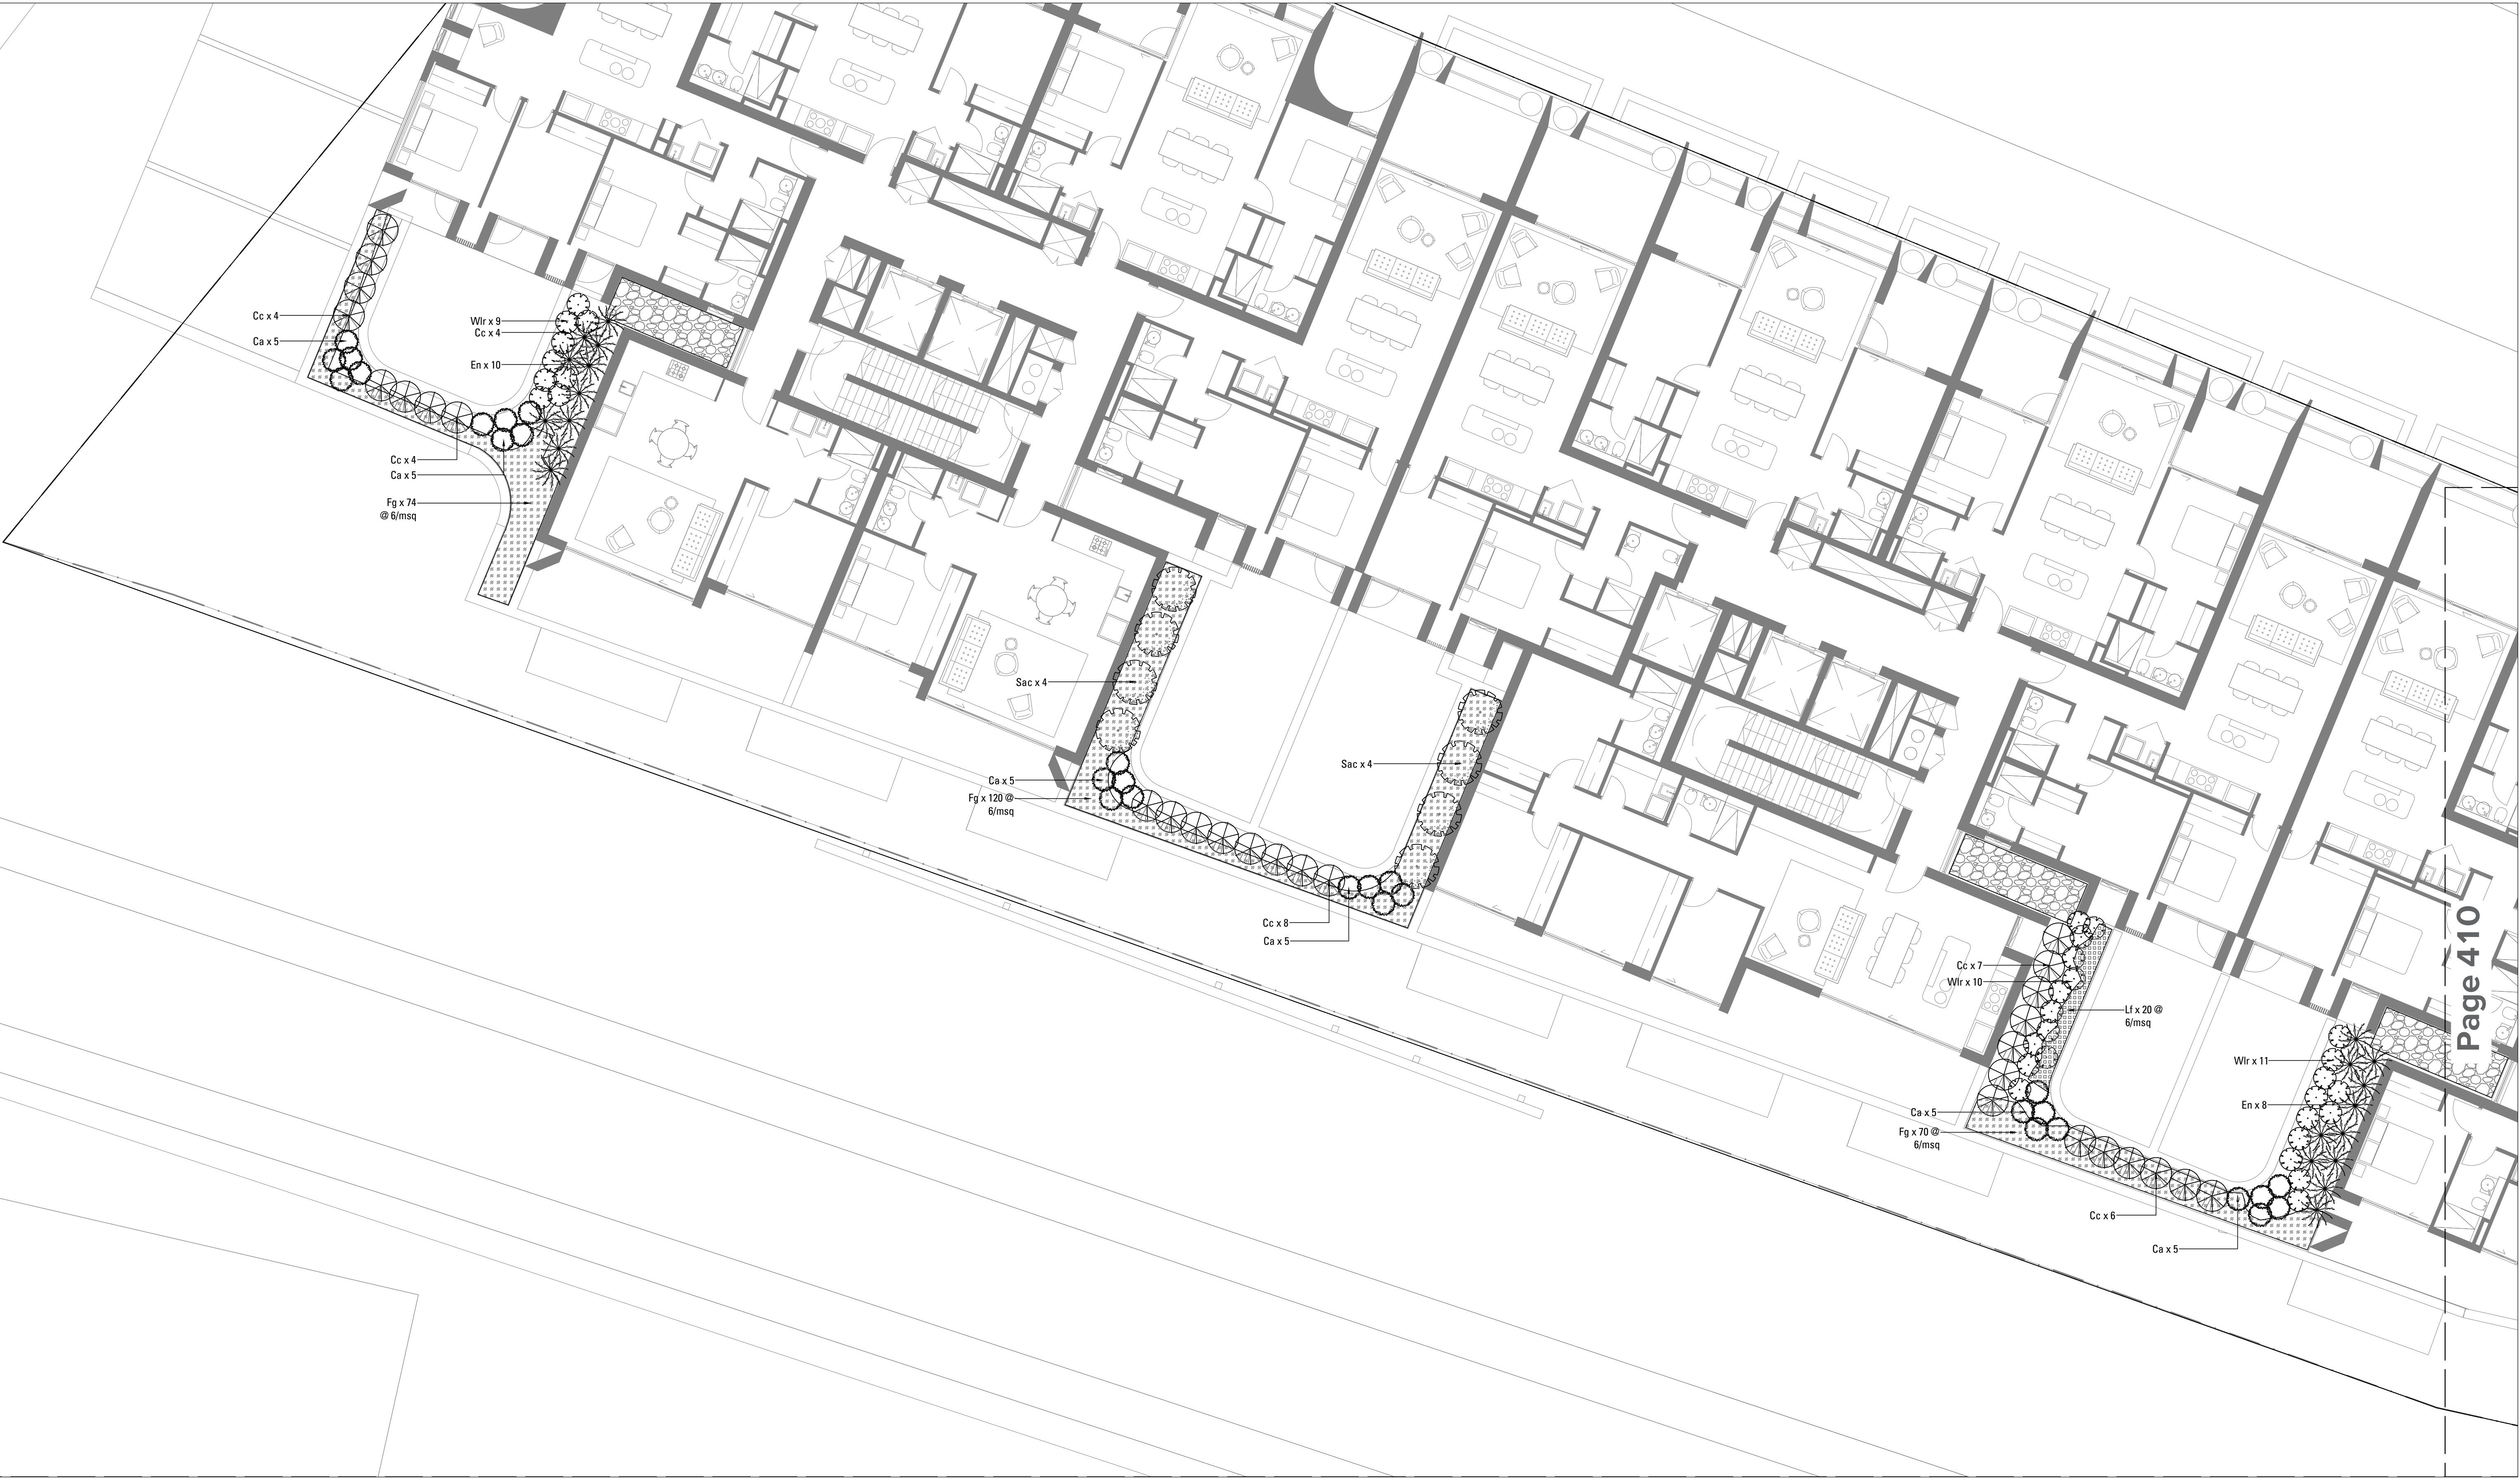 Cc x 4
Ca x 5
Wlr x 9
Cc x 4
En x 10
Cc x 4
Ca x 5
Fg x 74
@ 6/msq
Sac x 4
Ca x 5
Fg x 120 @
6/msq
Sac x 4
Cc x 8
Ca x 5
Cc x 7
Wlr x 10
Lf x 20 @
6/msq
Ca x 5
Fg x 70 @
6/msq
Wlr x 11
En x 8
Cc x 6
Ca x 5
Page 410